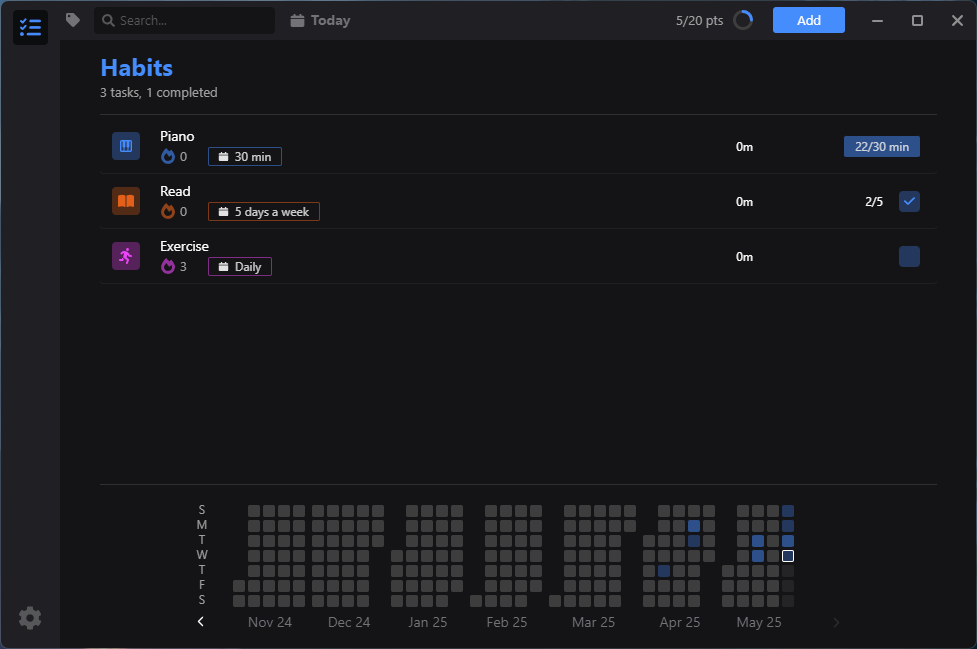 Search... Today 5/20 pts Add
Habits
3 tasks, 1 completed
Piano
0 30 min 0m 22/30 min
Read
0 5 days a week 0m 2/5
Exercise
3 Daily 0m
S
M
T
W
T
F
S
Nov 24 Dec 24 Jan 25 Feb 25 Mar 25 Apr 25 May 25